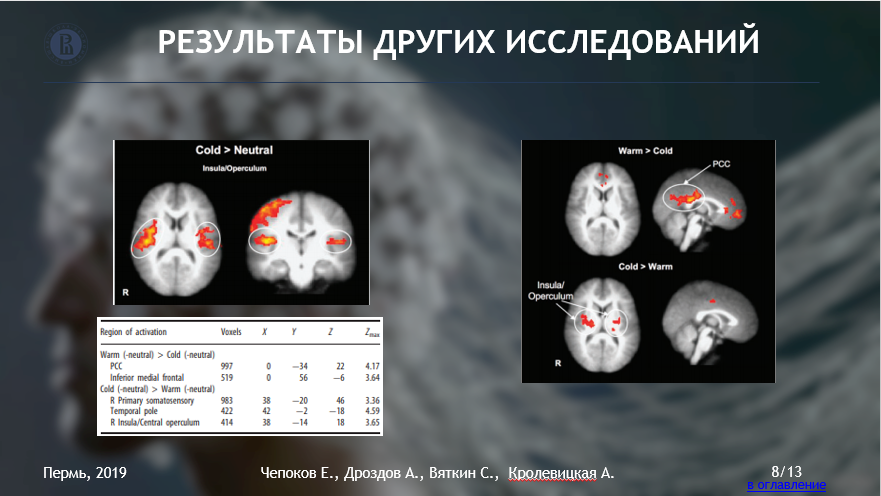 РЕЗУЛЬТАТЫ ДРУГИХ ИССЛЕДОВАНИЙ
Cold > Neutral
Insula/Operculum
R
Region of activation Voxels X Y Z Zmax
Warm (-neutral) > Cold (-neutral)
PCC 997 0 −34 22 4.17
Inferior medial frontal 519 0 56 −6 3.64
Cold (-neutral) > Warm (-neutral)
R Primary somatosensory 983 38 −20 46 3.36
Temporal pole 422 42 −2 −18 4.59
R Insula/Central operculum 414 38 −14 18 3.65
Warm > Cold
PCC
Cold > Warm
Insula/
Operculum
R
Пермь, 2019
Чепоков Е., Дроздов А., Вяткин С., Кролевицкая А.
8/13
в оглавление